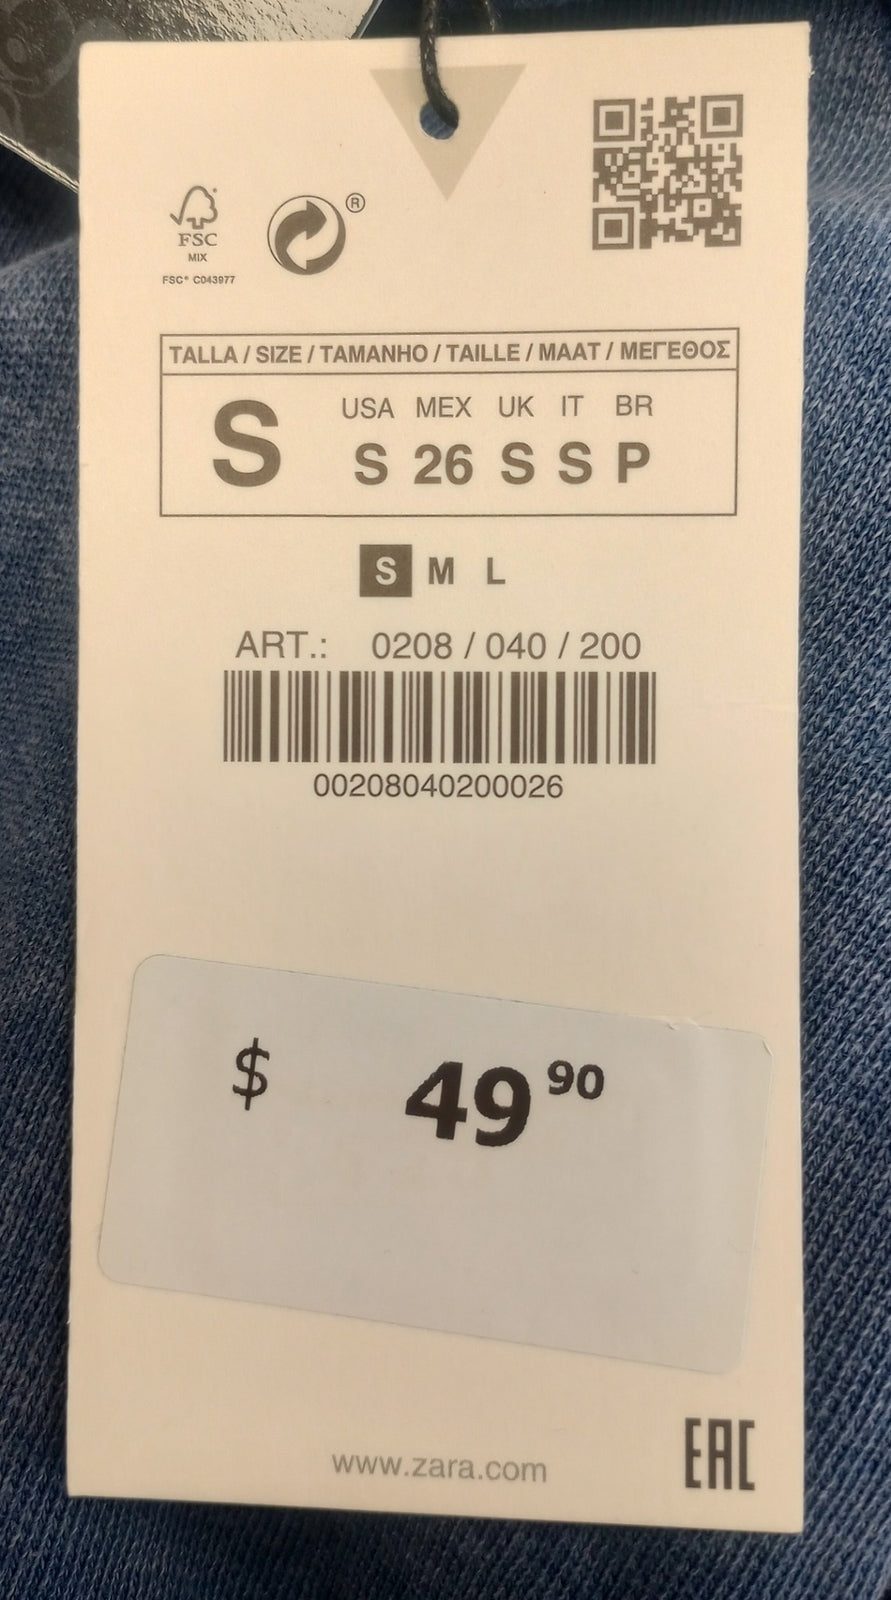 FSC
MIX
FSC® C043977
®
TALLA / SIZE / TAMANHO / TAILLE / MAAT / ΜΕΓΕΘΟΣ
S
USA MEX UK IT BR
S 26 S S P
S M L
ART.: 0208 / 040 / 200
00208040200026
$ 49 90
www.zara.com
EAC